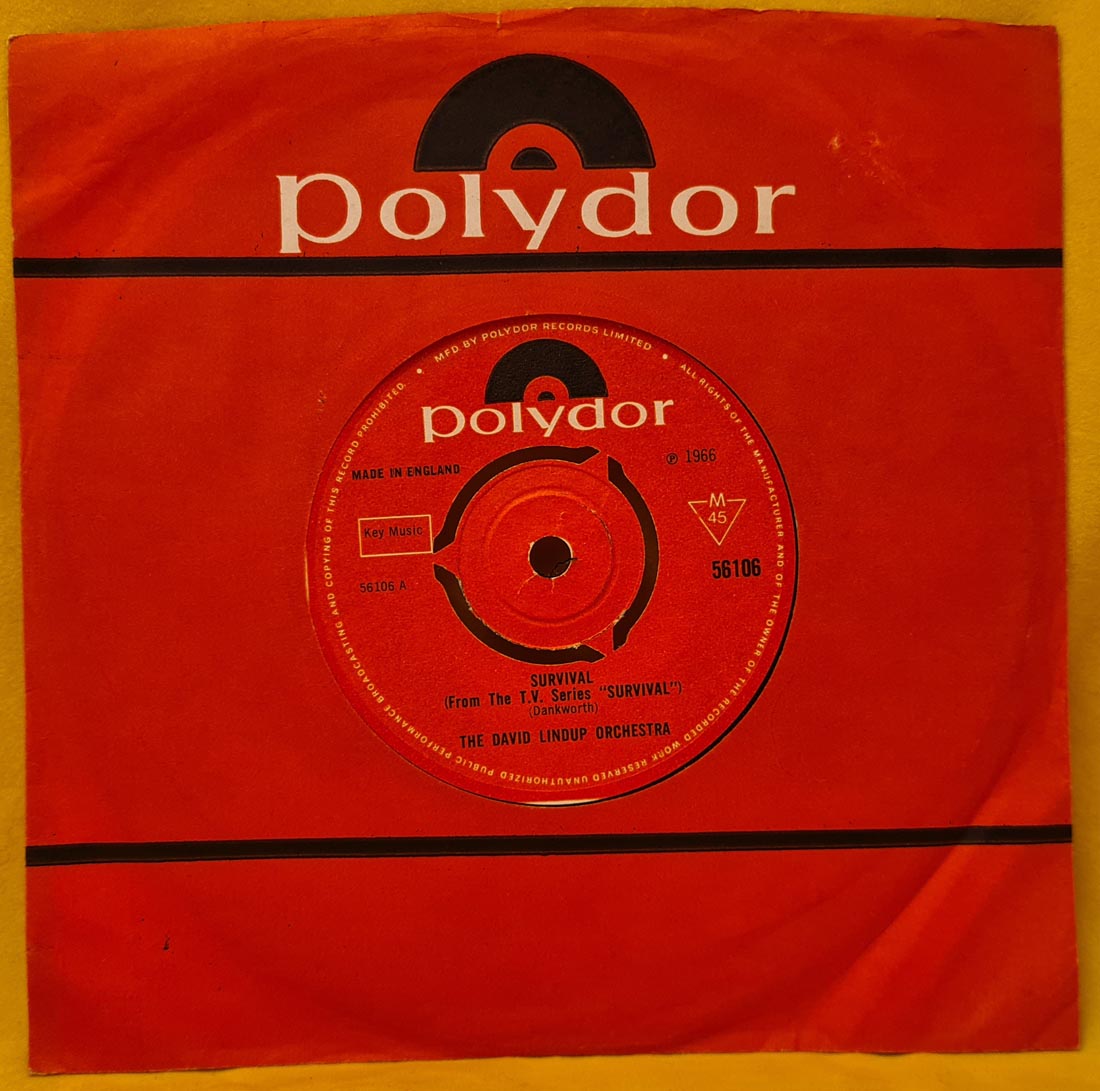 polydor
MFD BY POLYDOR RECORDS LIMITED • ALL RIGHTS OF THE MANUFACTURER AND OF THE OWNER OF THE RECORDED WORK RESERVED UNAUTHORIZED PUBLIC PERFORMANCE BROADCASTING AND COPYING OF THIS RECORD PROHIBITED. •
polydor
MADE IN ENGLAND
℗ 1966
Key Music
M
45
56106 A
56106
SURVIVAL
(From The T.V. Series "SURVIVAL")
(Dankworth)
THE DAVID LINDUP ORCHESTRA